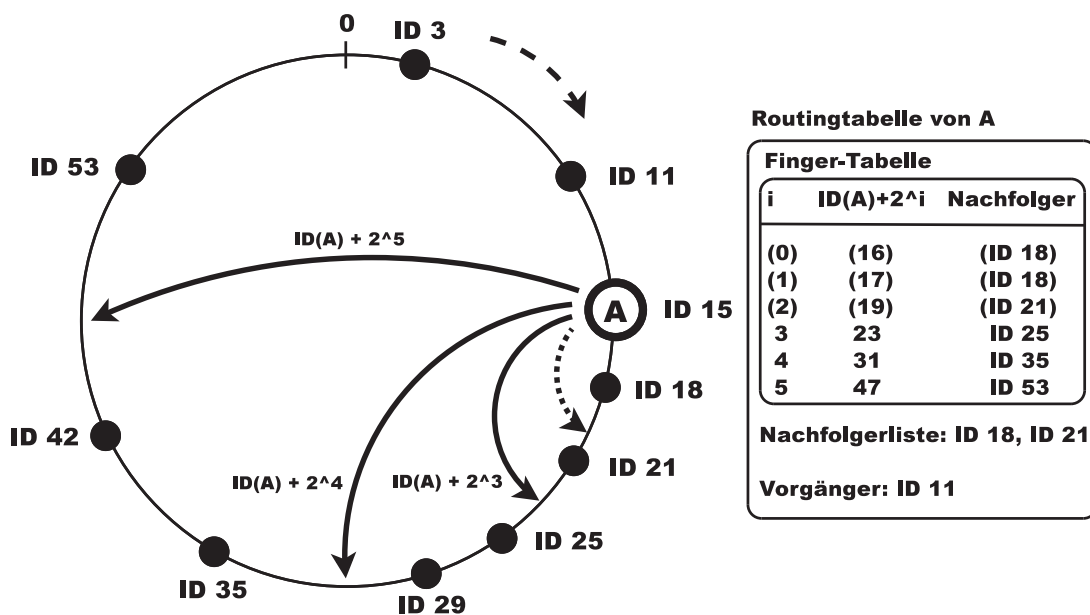 0
ID 3
ID 53
ID 11
ID(A) + 2^5
A
ID 15
ID 18
ID 42
ID 21
ID(A) + 2^4
ID(A) + 2^3
ID 25
ID 35
ID 29
Routingtabelle von A
Finger-Tabelle
i ID(A)+2^i Nachfolger
(0) (16) (ID 18)
(1) (17) (ID 18)
(2) (19) (ID 21)
3 23 ID 25
4 31 ID 35
5 47 ID 53
Nachfolgerliste: ID 18, ID 21
Vorgänger: ID 11